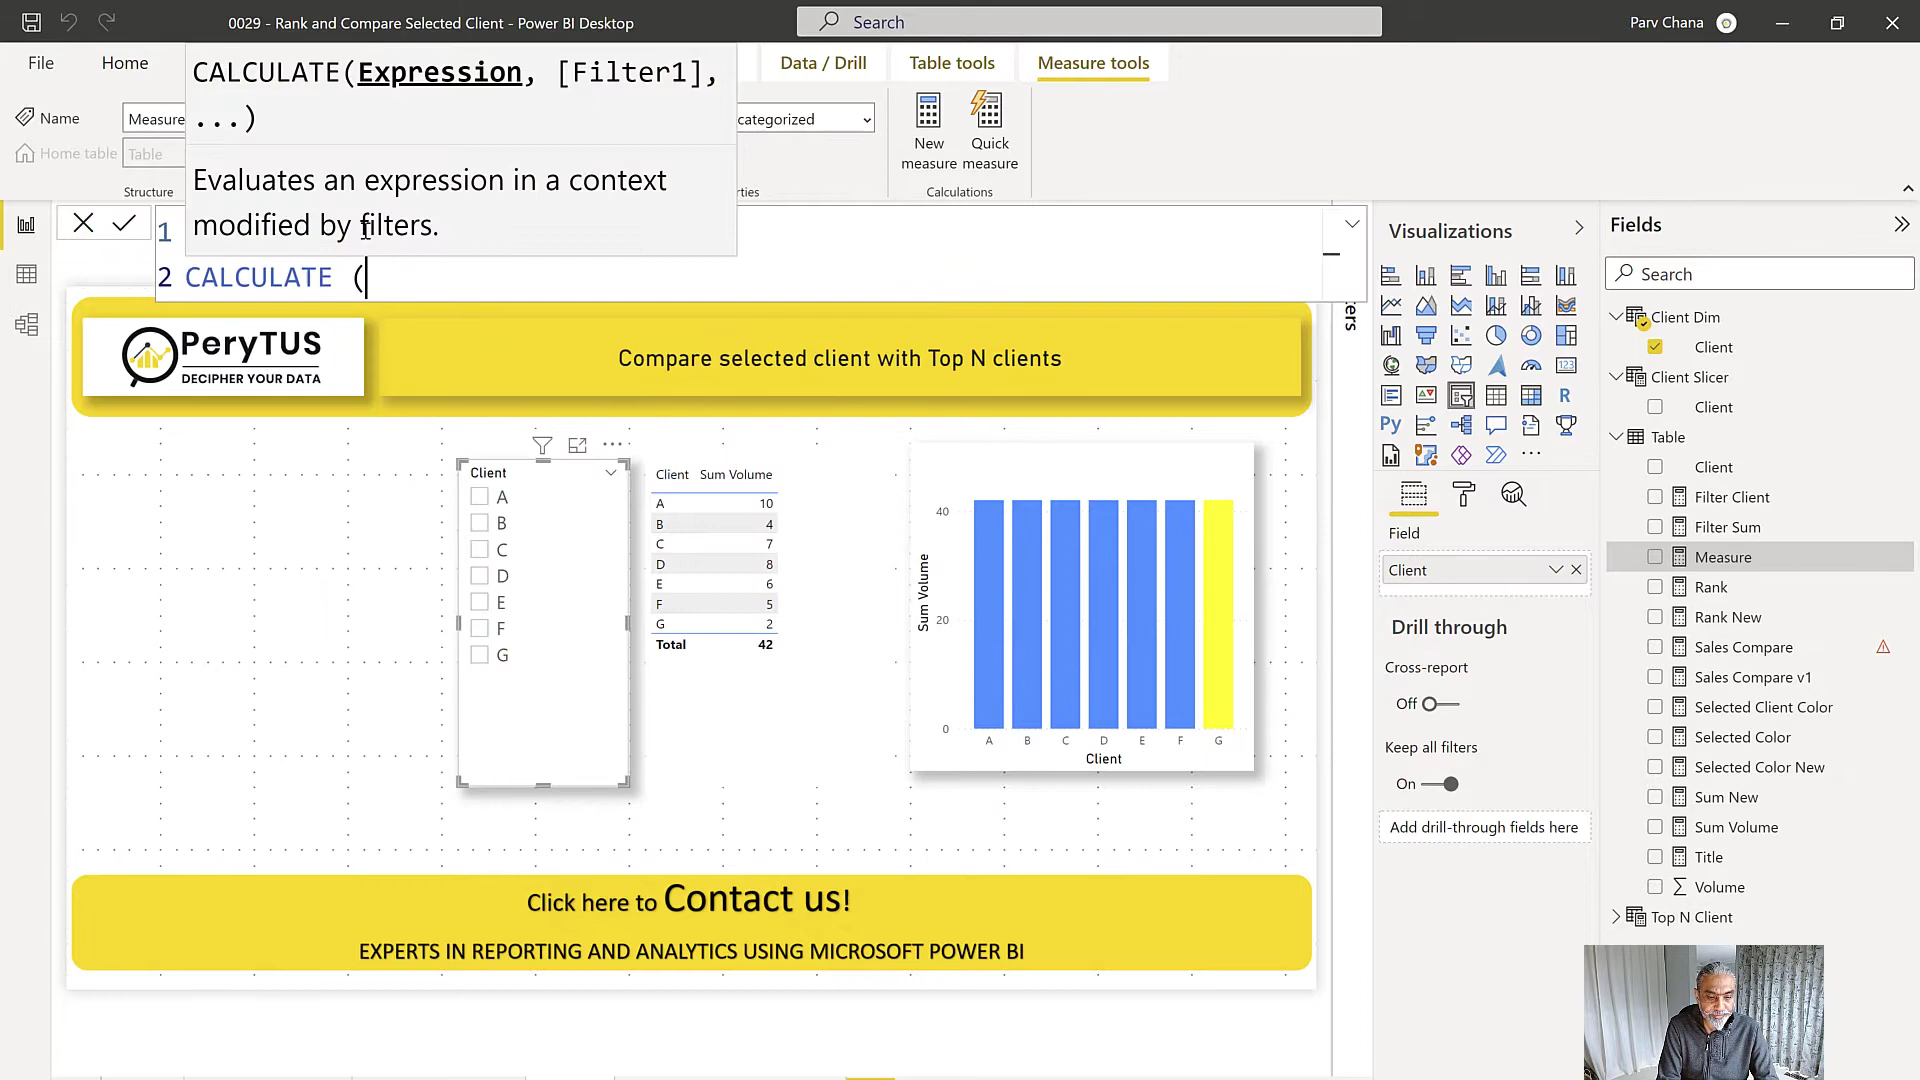 0029 - Rank and Compare Selected Client - Power BI Desktop
Search
Parv Chana
File
Home
Data / Drill
Table tools
Measure tools
CALCULATE(Expression, [Filter1],
...)
Evaluates an expression in a context
modified by filters.
Name
Measure
Home table
Table
Structure
categorized
New
measure
Quick
measure
Calculations
1
2 CALCULATE (
PeryTUS
DECIPHER YOUR DATA
Compare selected client with Top N clients
Client
A
B
C
D
E
F
G
Client Sum Volume
A 10
B 4
C 7
D 8
E 6
F 5
G 2
Total 42
Sum Volume
40
20
0
A B C D E F G
Client
Click here to Contact us!
EXPERTS IN REPORTING AND ANALYTICS USING MICROSOFT POWER BI
Visualizations
123
R
Py
Field
Client
Drill through
Cross-report
Off
Keep all filters
On
Add drill-through fields here
Fields
Search
Client Dim
Client
Client Slicer
Client
Table
Client
Filter Client
Filter Sum
Measure
Rank
Rank New
Sales Compare
Sales Compare v1
Selected Client Color
Selected Color
Selected Color New
Sum New
Sum Volume
Title
Volume
Top N Client